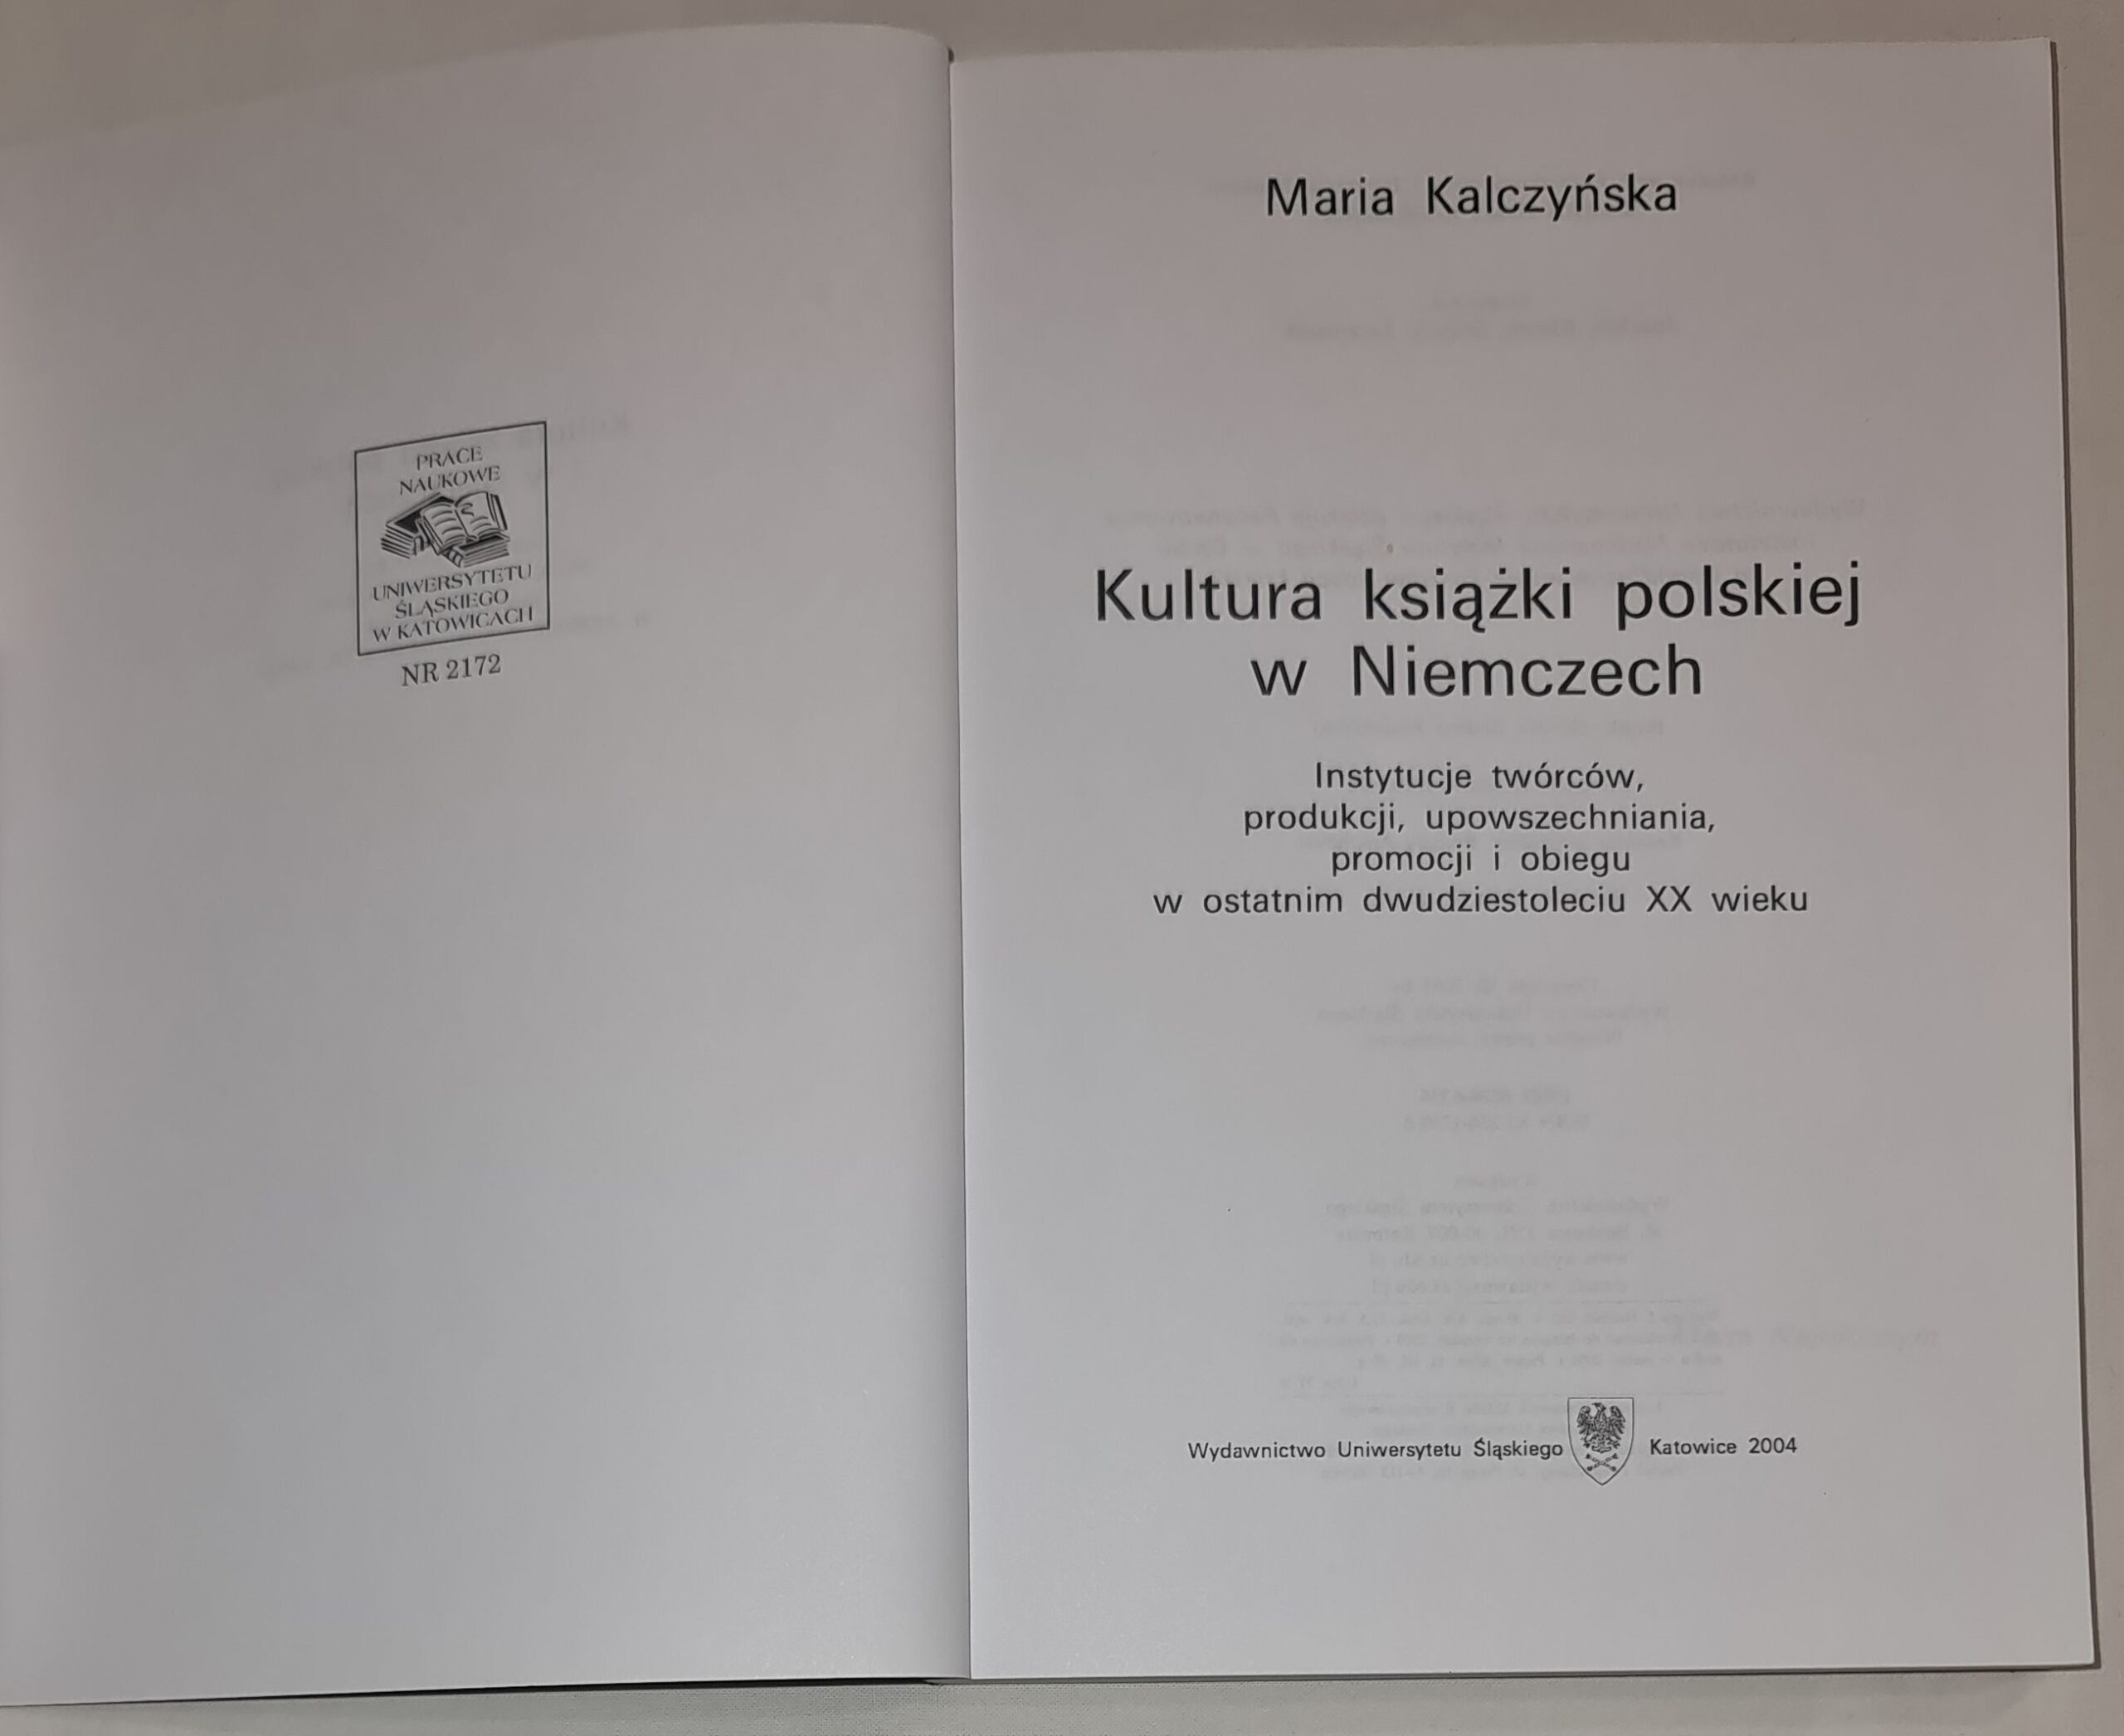 PRACE
NAUKOWE
UNIWERSYTETU
ŚLĄSKIEGO
W KATOWICACH
NR 2172
Maria Kalczyńska
Kultura książki polskiej
w Niemczech
Instytucje twórców,
produkcji, upowszechniania,
promocji i obiegu
w ostatnim dwudziestoleciu XX wieku
Wydawnictwo Uniwersytetu Śląskiego Katowice 2004